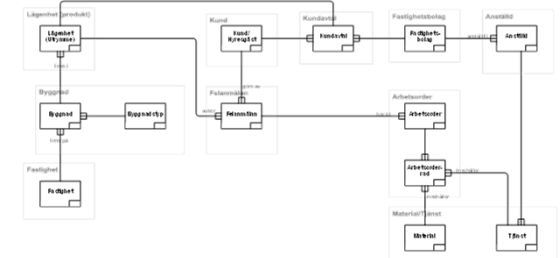 Lägenhet (produkt)
Lägenhet
(Utrymme)
Kund
Kund/
Hyresgäst
Kundavtal
Kundavtal
Fastighetsbolag
Fastighets-
bolag
Anställd
Anställd
Byggnad
Byggnad
Byggnadstyp
Felanmälan
Felanmälan
Arbetsorder
Arbetsorder
Arbetsorder-
rad
Fastighet
Fastighet
Material/Tjänst
Material
Tjänst